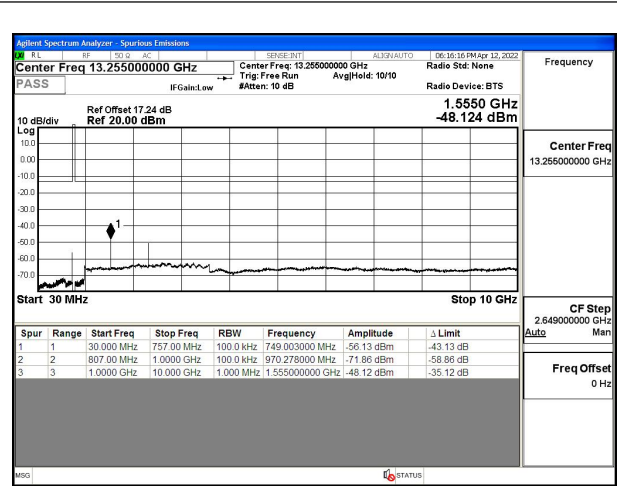 Agilent Spectrum Analyzer - Spurious Emissions
RL RF 50 Ω AC SENSE:INT ALIGN AUTO 06:16:16 PM Apr 12, 2022
Center Freq 13.255000000 GHz Center Freq: 13.255000000 GHz Radio Std: None
Trig: Free Run Avg|Hold: 10/10
PASS IFGain:Low #Atten: 10 dB Radio Device: BTS
Ref Offset 17.24 dB 1.5550 GHz
10 dB/div Ref 20.00 dBm -48.124 dBm
Log
10.0
0.00
-10.0
-20.0
-30.0
-40.0
1
-50.0
-60.0
-70.0
Start 30 MHz Stop 10 GHz
Spur Range Start Freq Stop Freq RBW Frequency Amplitude Δ Limit
1 1 30.000 MHz 757.00 MHz 100.0 kHz 749.003000 MHz -56.13 dBm -43.13 dB
2 2 807.00 MHz 1.0000 GHz 100.0 kHz 970.278000 MHz -71.86 dBm -58.86 dB
3 3 1.0000 GHz 10.000 GHz 1.000 MHz 1.555000000 GHz -48.12 dBm -35.12 dB
MSG STATUS
Frequency
Center Freq
13.255000000 GHz
CF Step
2.649000000 GHz
Auto Man
Freq Offset
0 Hz